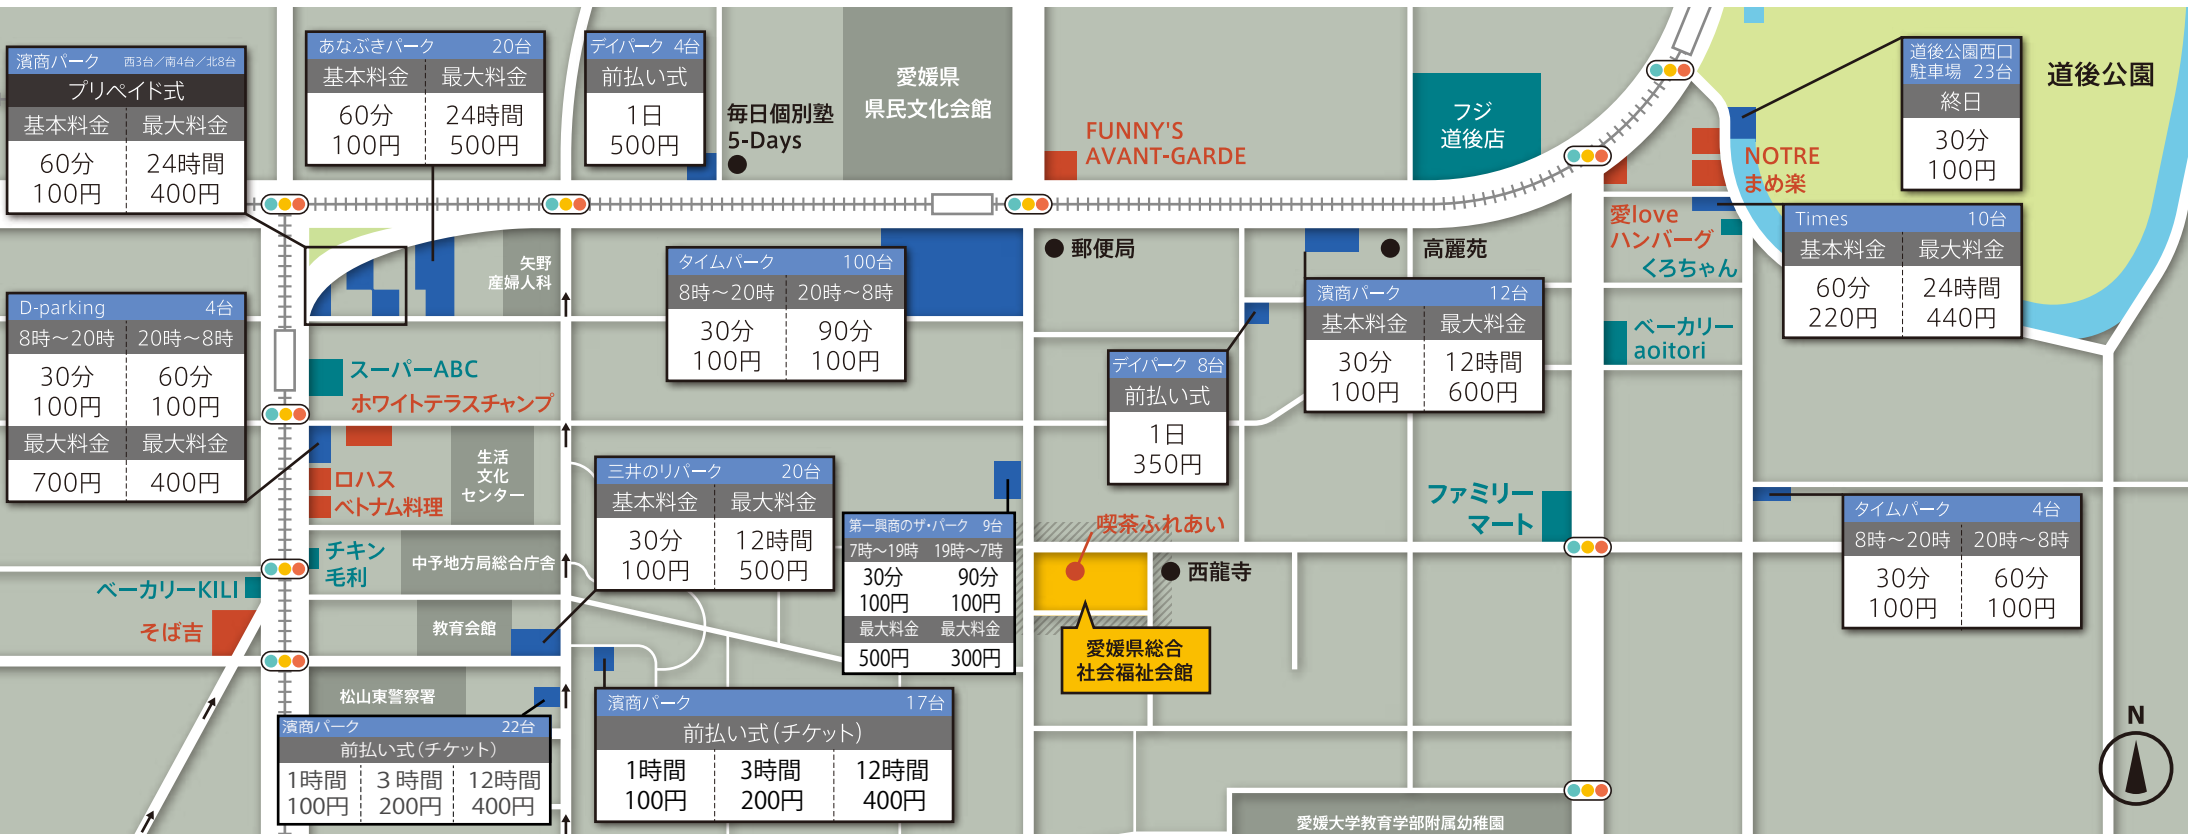 濱商パーク 西3台／南4台／北8台
プリペイド式
基本料金 最大料金
60分 24時間
100円 400円
あなぶきパーク 20台
基本料金 最大料金
60分 24時間
100円 500円
デイパーク 4台
前払い式
1日
500円
毎日個別塾
5-Days
愛媛県
県民文化会館
FUNNY'S
AVANT-GARDE
フジ
道後店
道後公園西口
駐車場 23台
終日
30分
100円
道後公園
NOTRE
まめ楽
愛love
ハンバーグ
くろちゃん
Times 10台
基本料金 最大料金
60分 24時間
220円 440円
矢野
産婦人科
タイムパーク 100台
8時〜20時 20時〜8時
30分 90分
100円 100円
郵便局
高麗苑
濱商パーク 12台
基本料金 最大料金
30分 12時間
100円 600円
ベーカリー
aoitori
D-parking 4台
8時〜20時 20時〜8時
30分 60分
100円 100円
最大料金 最大料金
700円 400円
スーパーABC
ホワイトテラスチャンプ
デイパーク 8台
前払い式
1日
350円
ロハス
ベトナム料理
生活
文化
センター
三井のリパーク 20台
基本料金 最大料金
30分 12時間
100円 500円
第一興商のザ・パーク 9台
7時〜19時 19時〜7時
30分 90分
100円 100円
最大料金 最大料金
500円 300円
喫茶ふれあい
ファミリー
マート
タイムパーク 4台
8時〜20時 20時〜8時
30分 60分
100円 100円
チキン
毛利
中予地方局総合庁舎
西龍寺
ベーカリーKILI
そば吉
教育会館
愛媛県総合
社会福祉会館
松山東警察署
濱商パーク 22台
前払い式（チケット）
1時間 3時間 12時間
100円 200円 400円
濱商パーク 17台
前払い式（チケット）
1時間 3時間 12時間
100円 200円 400円
N
愛媛大学教育学部附属幼稚園